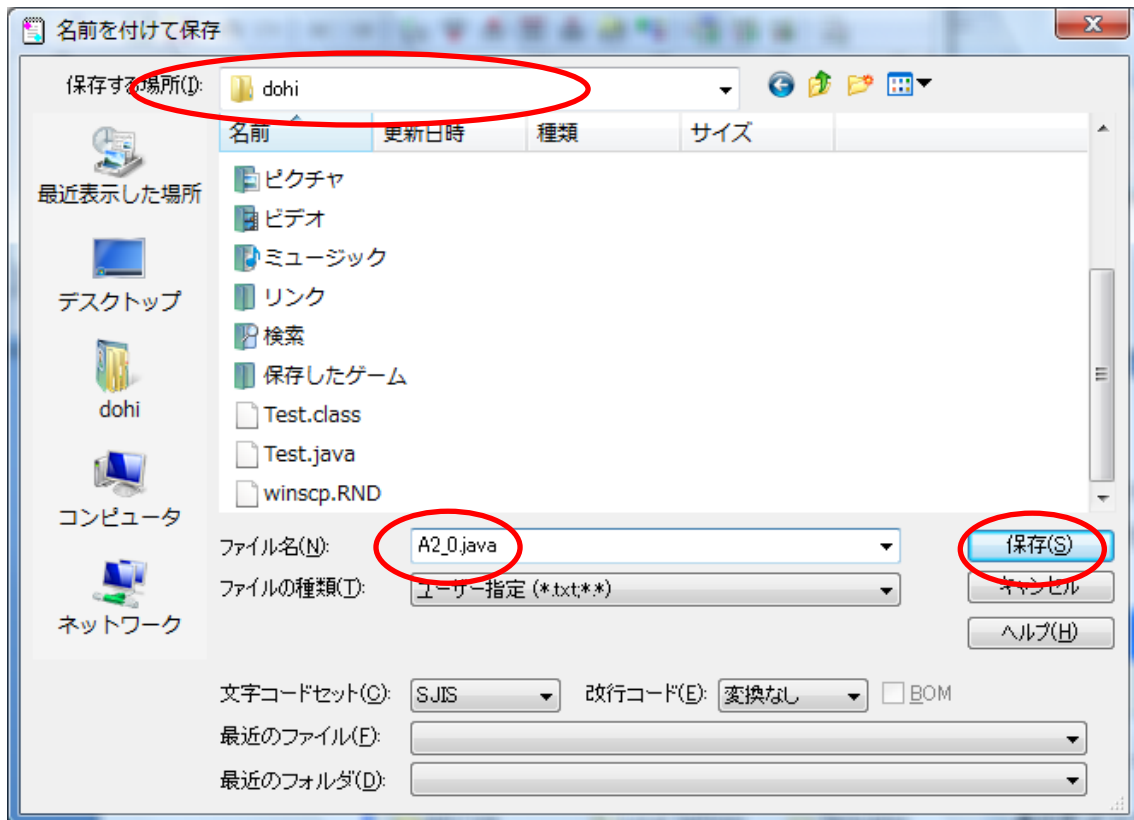 名前を付けて保存
保存する場所(I):
dohi
名前 更新日時 種類 サイズ
最近表示した場所
デスクトップ
dohi
コンピュータ
ネットワーク
ピクチャ
ビデオ
ミュージック
リンク
検索
保存したゲーム
Test.class
Test.java
winscp.RND
ファイル名(N): A2_0.java 保存(S)
ファイルの種類(T): ユーザー指定 (*.txt;*.*) キャンセル
ヘルプ(H)
文字コードセット(C): SJIS 改行コード(E): 変換なし BOM
最近のファイル(F):
最近のフォルダ(D):